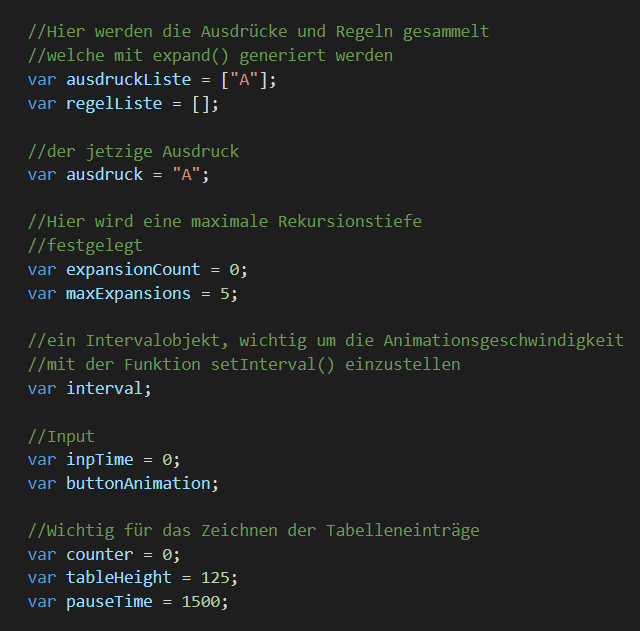 //Hier werden die Ausdrücke und Regeln gesammelt
//welche mit expand() generiert werden
var ausdruckListe = ["A"];
var regelListe = [];
//der jetzige Ausdruck
var ausdruck = "A";
//Hier wird eine maximale Rekursionstiefe
//festgelegt
var expansionCount = 0;
var maxExpansions = 5;
//ein Intervalobjekt, wichtig um die Animationsgeschwindigkeit
//mit der Funktion setInterval() einzustellen
var interval;
//Input
var inpTime = 0;
var buttonAnimation;
//Wichtig für das Zeichnen der Tabelleneinträge
var counter = 0;
var tableHeight = 125;
var pauseTime = 1500;